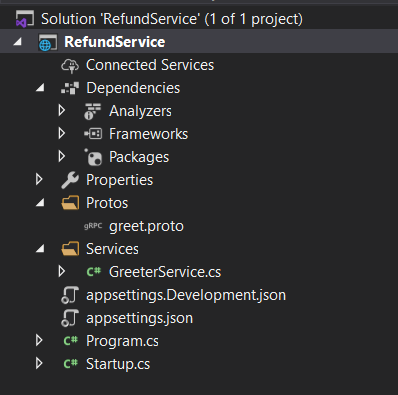 Solution 'RefundService' (1 of 1 project)
RefundService
Connected Services
Dependencies
Analyzers
Frameworks
Packages
Properties
Protos
gRPC greet.proto
Services
C# GreeterService.cs
appsettings.Development.json
appsettings.json
C# Program.cs
C# Startup.cs